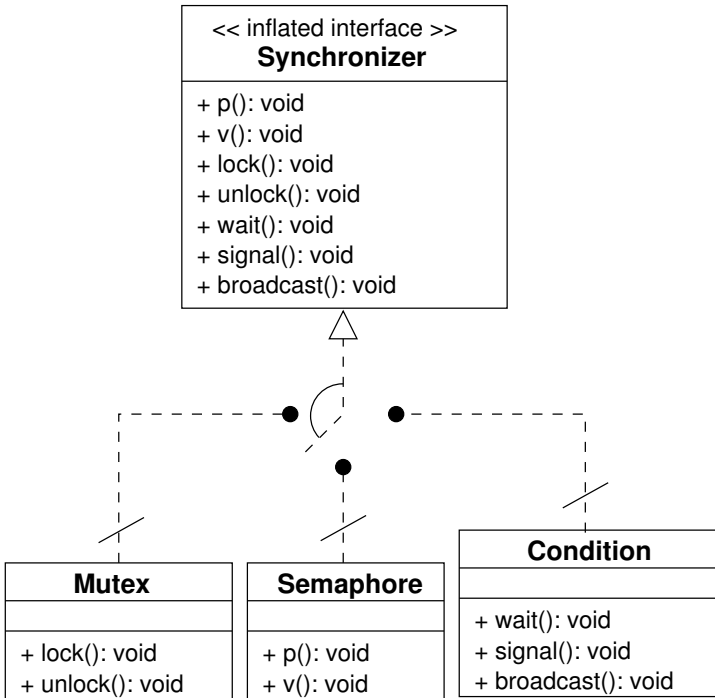 << inflated interface >>
Synchronizer
+ p(): void
+ v(): void
+ lock(): void
+ unlock(): void
+ wait(): void
+ signal(): void
+ broadcast(): void
Mutex
+ lock(): void
+ unlock(): void
Semaphore
+ p(): void
+ v(): void
Condition
+ wait(): void
+ signal(): void
+ broadcast(): void